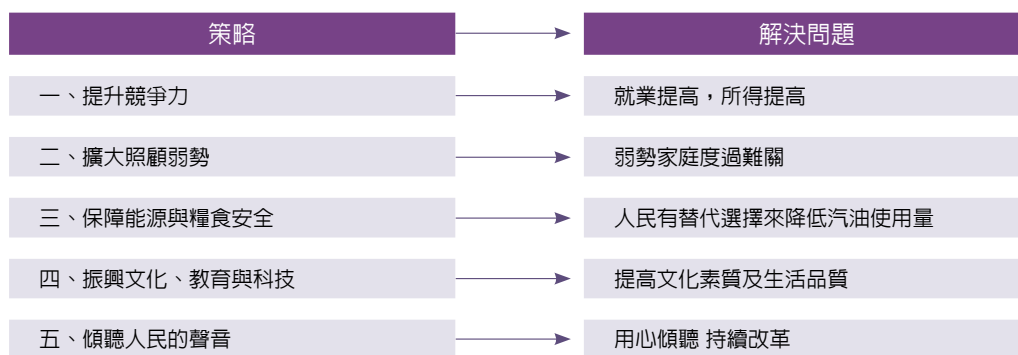 策略
解決問題
一、提升競爭力
就業提高，所得提高
二、擴大照顧弱勢
弱勢家庭度過難關
三、保障能源與糧食安全
人民有替代選擇來降低汽油使用量
四、振興文化、教育與科技
提高文化素質及生活品質
五、傾聽人民的聲音
用心傾聽 持續改革